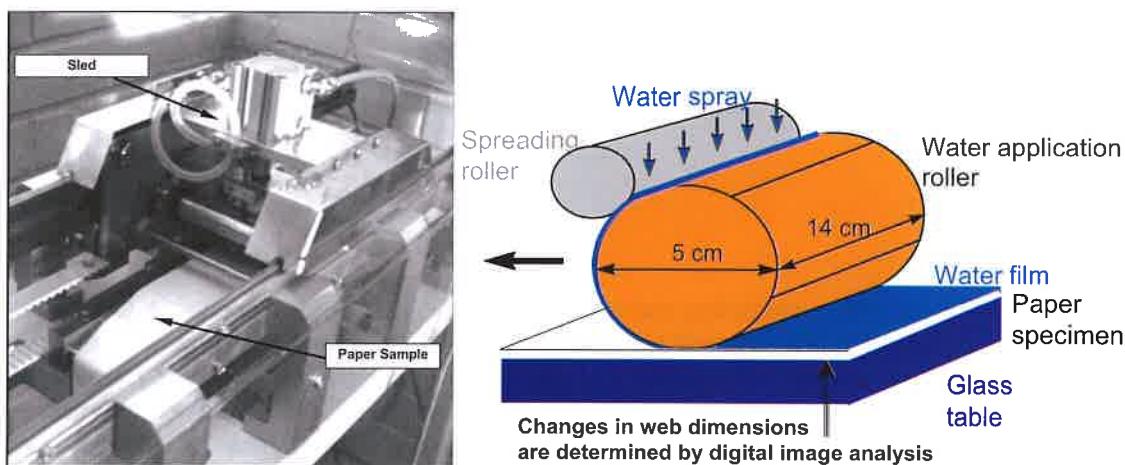 Sled
Paper Sample
Water spray
Spreading
roller
Water application
roller
14 cm
5 cm
Water film
Paper
specimen
Glass
table
Changes in web dimensions
are determined by digital image analysis